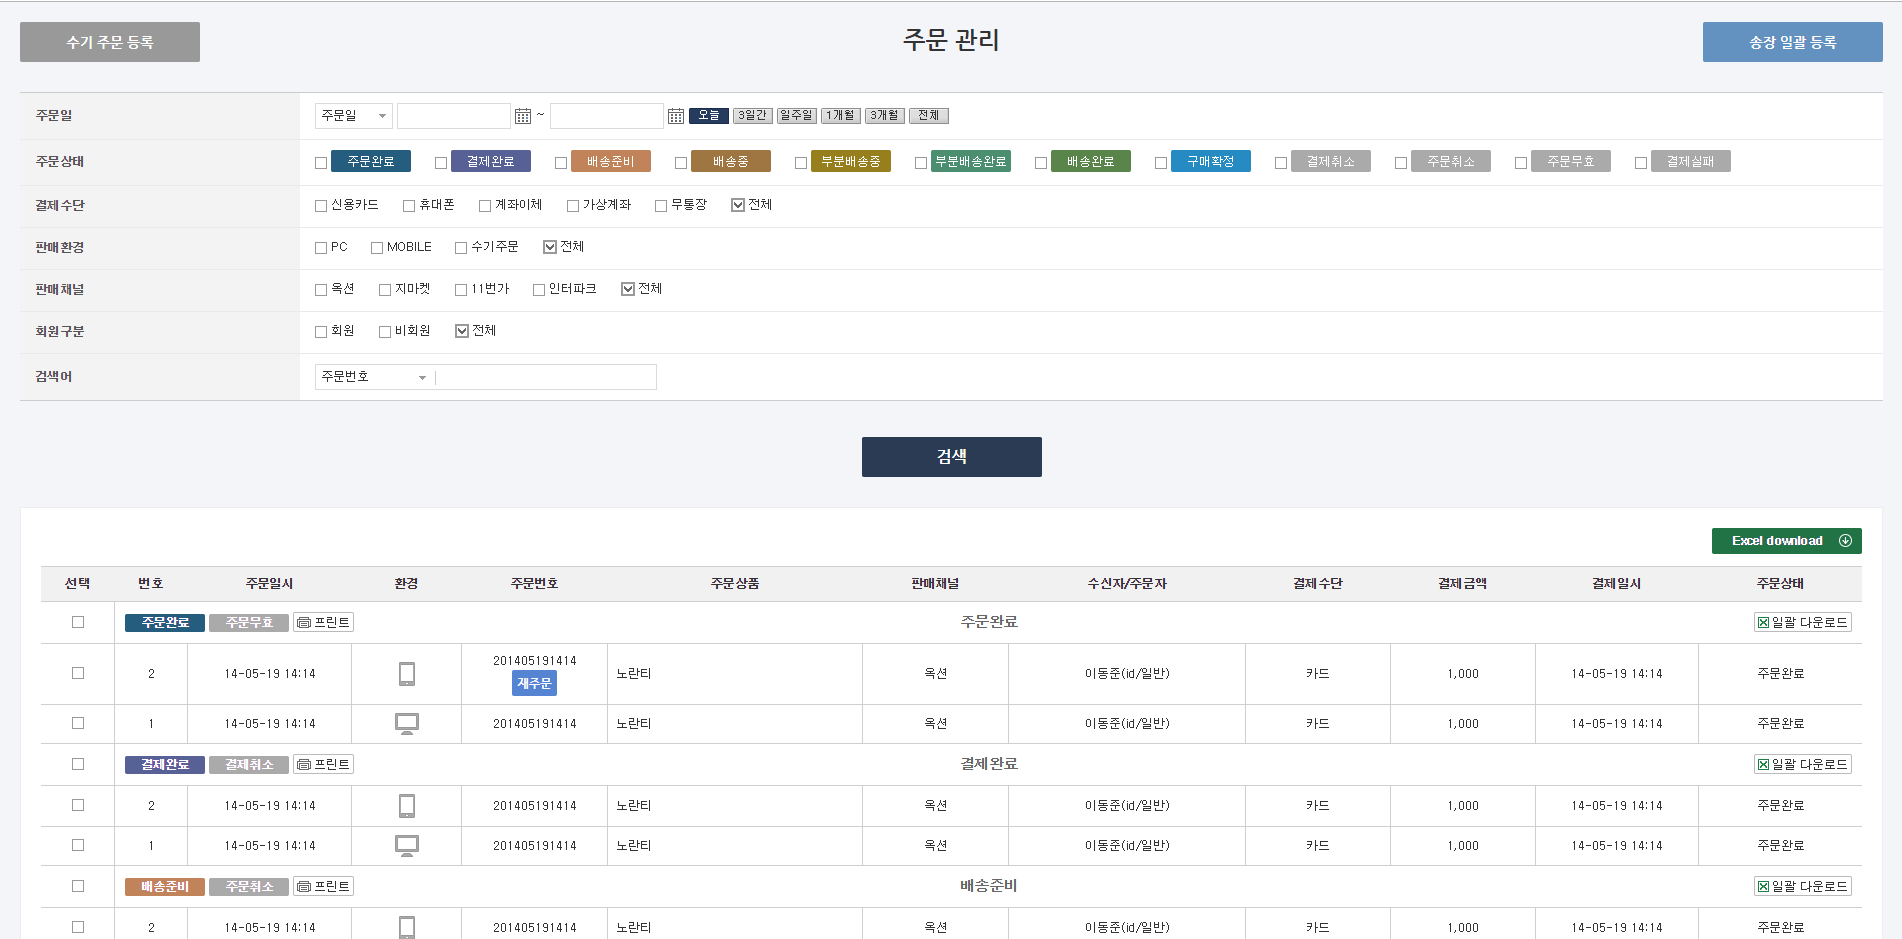 수기 주문 등록
주문 관리
송장 일괄 등록
주문일 주문일 ~ 오늘 3일간 일주일 1개월 3개월 전체
주문상태 주문완료 결제완료 배송준비 배송중 부분배송중 부분배송완료 배송완료 구매확정 결제취소 주문취소 주문무효 결제실패
결제수단 신용카드 휴대폰 계좌이체 가상계좌 무통장 전체
판매환경 PC MOBILE 수기주문 전체
판매채널 옥션 지마켓 11번가 인터파크 전체
회원구분 회원 비회원 전체
검색어 주문번호
검색
Excel download
선택 번호 주문일시 환경 주문번호 주문상품 판매채널 수신자/주문자 결제수단 결제금액 결제일시 주문상태
주문완료 주문무효 프린트 주문완료 일괄 다운로드
2 14-05-19 14:14 201405191414 노란티 옥션 이동준(id/일반) 카드 1,000 14-05-19 14:14 주문완료
재주문
1 14-05-19 14:14 201405191414 노란티 옥션 이동준(id/일반) 카드 1,000 14-05-19 14:14 주문완료
결제완료 결제취소 프린트 결제완료 일괄 다운로드
2 14-05-19 14:14 201405191414 노란티 옥션 이동준(id/일반) 카드 1,000 14-05-19 14:14 주문완료
1 14-05-19 14:14 201405191414 노란티 옥션 이동준(id/일반) 카드 1,000 14-05-19 14:14 주문완료
배송준비 주문취소 프린트 배송준비 일괄 다운로드
2 14-05-19 14:14 201405191414 노란티 옥션 이동준(id/일반) 카드 1,000 14-05-19 14:14 주문완료